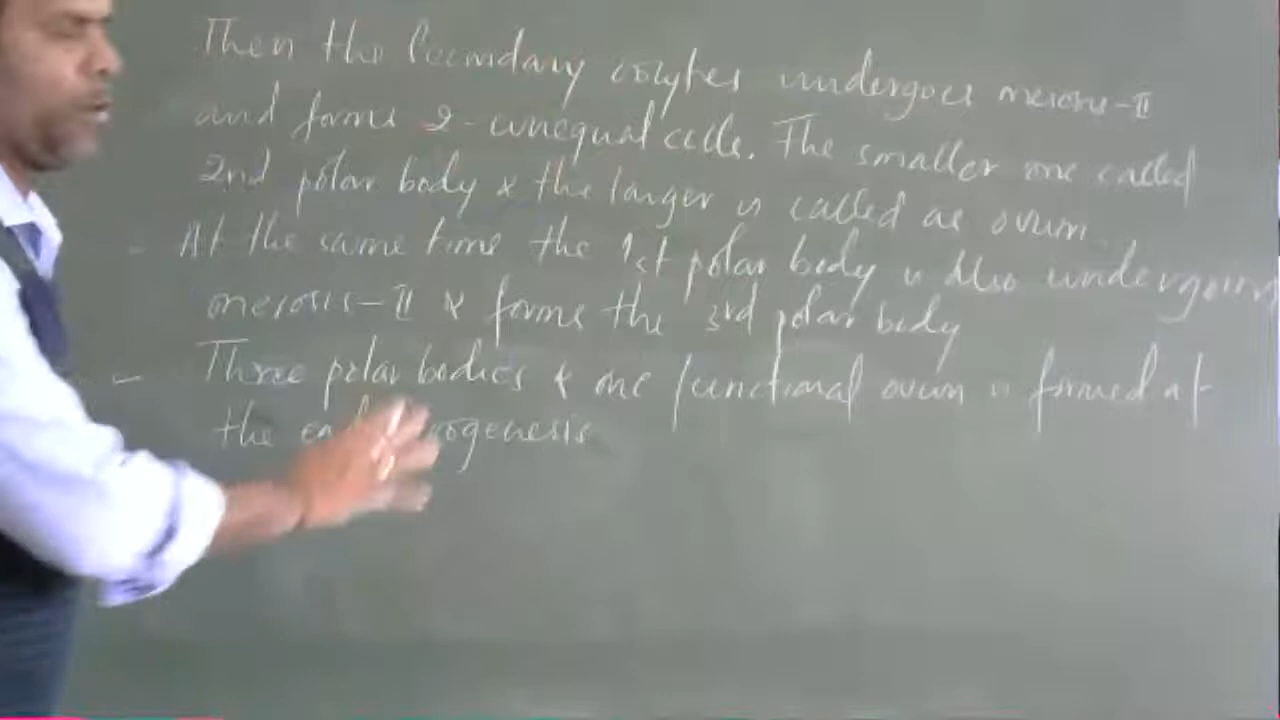 Then the Secondary oocytes undergoes meiosis-II
and forms 2-unequal cells. The smaller one called
2nd polar body & the larger is called as ovum.
- At the same time the 1st polar body is also undergoing
meiosis-II & forms the 3rd polar body
- Three polar bodies & one functional ovum is formed at
the